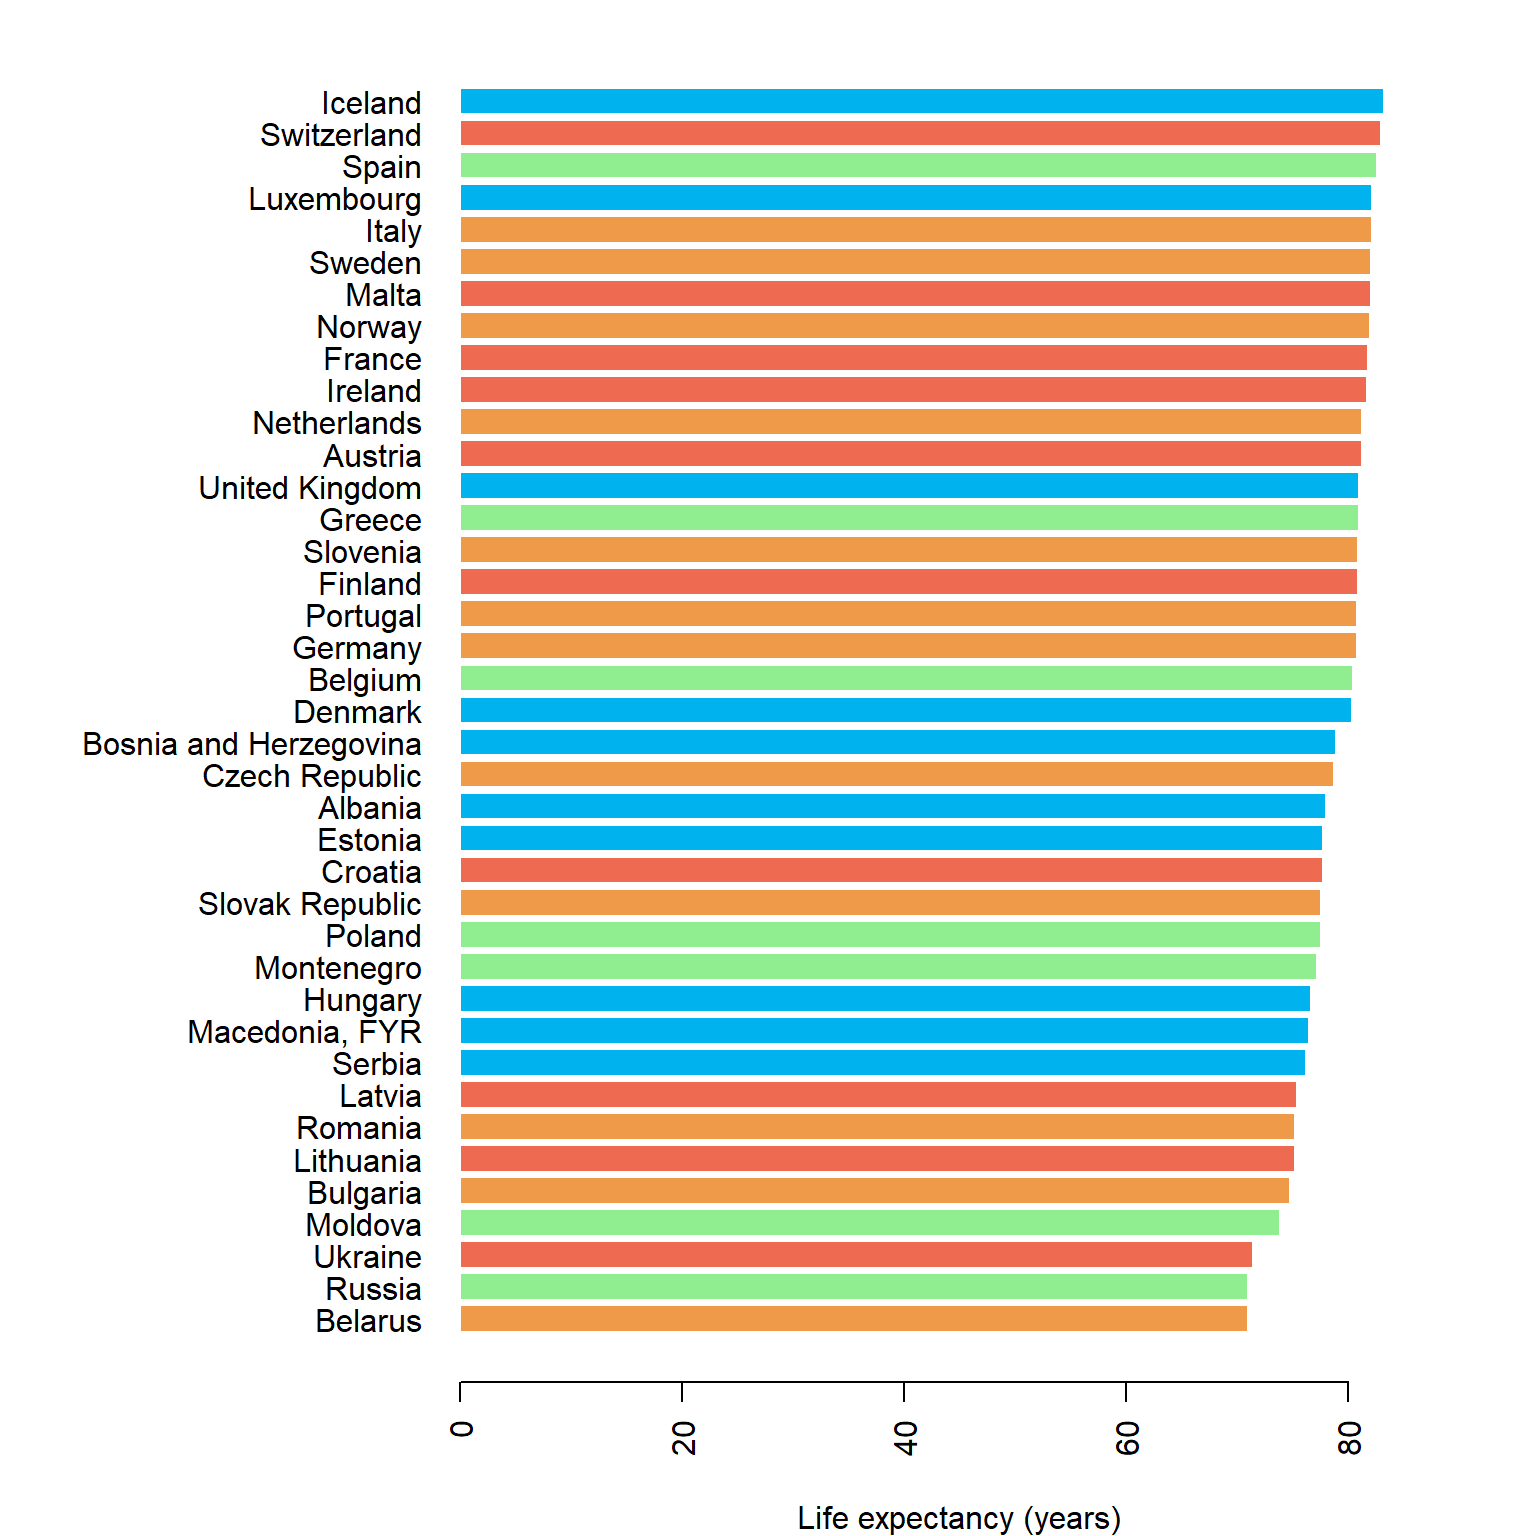 Iceland
Switzerland
Spain
Luxembourg
Italy
Sweden
Malta
Norway
France
Ireland
Netherlands
Austria
United Kingdom
Greece
Slovenia
Finland
Portugal
Germany
Belgium
Denmark
Bosnia and Herzegovina
Czech Republic
Albania
Estonia
Croatia
Slovak Republic
Poland
Montenegro
Hungary
Macedonia, FYR
Serbia
Latvia
Romania
Lithuania
Bulgaria
Moldova
Ukraine
Russia
Belarus
0 20 40 60 80
Life expectancy (years)